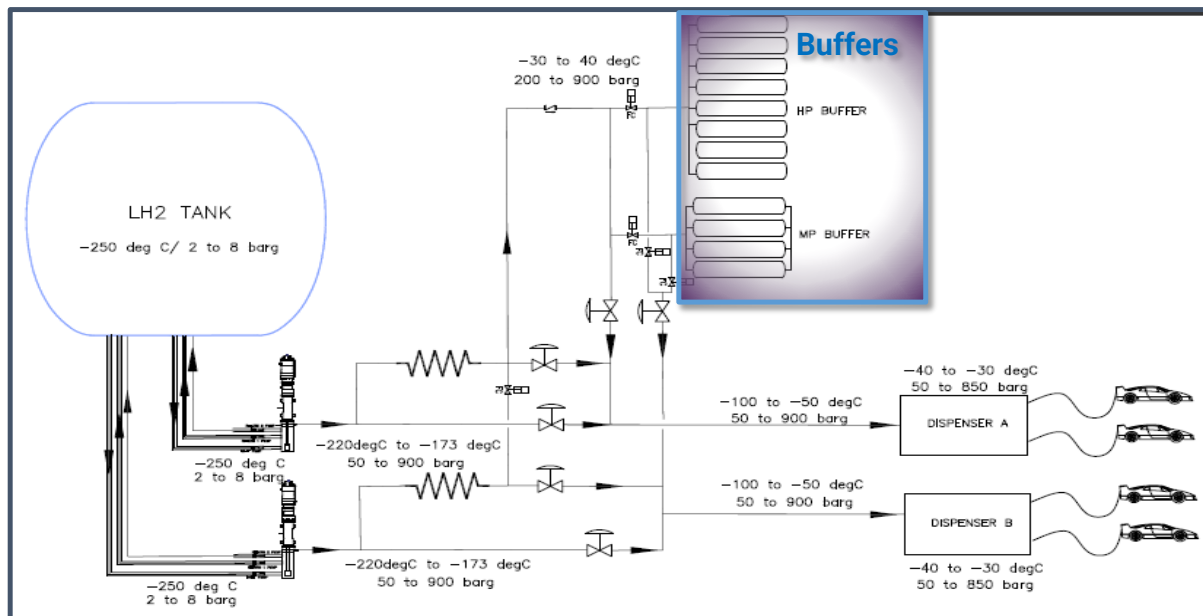 Buffers
-30 to 40 degC
200 to 900 barg
FC
HP BUFFER
LH2 TANK
-250 deg C/ 2 to 8 barg
FC
MP BUFFER
-40 to -30 degC
50 to 850 barg
-100 to -50 degC
50 to 900 barg
DISPENSER A
-220degC to -173 degC
50 to 900 barg
-250 deg C
2 to 8 barg
-100 to -50 degC
50 to 900 barg
DISPENSER B
-220degC to -173 degC
50 to 900 barg
-40 to -30 degC
50 to 850 barg
-250 deg C
2 to 8 barg